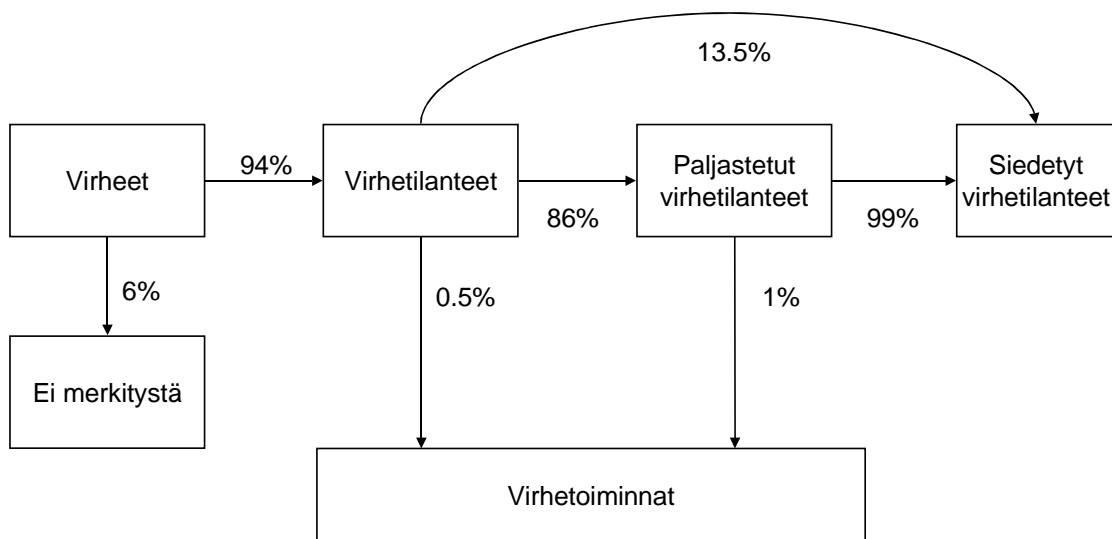 13.5%
Virheet
94%
Virhetilanteet
86%
Paljastetut
virhetilanteet
99%
Siedetyt
virhetilanteet
6%
0.5%
1%
Ei merkitystä
Virhetoiminnat